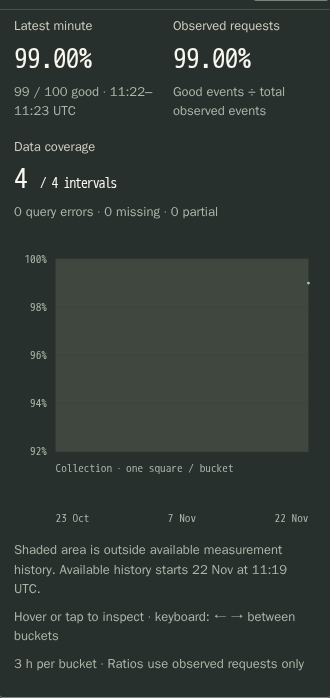 Latest minute
Observed requests
99.00%
99.00%
99 / 100 good · 11:22–
11:23 UTC
Good events ÷ total
observed events
Data coverage
4 / 4 intervals
0 query errors · 0 missing · 0 partial
100%
98%
96%
94%
92%
Collection · one square / bucket
23 Oct
7 Nov
22 Nov
Shaded area is outside available measurement
history. Available history starts 22 Nov at 11:19
UTC.
Hover or tap to inspect · keyboard: ← → between
buckets
3 h per bucket · Ratios use observed requests only